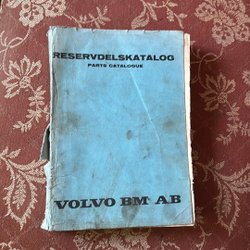 RESERVDELSKATALOG
PARTS CATALOGUE
VOLVO BM AB